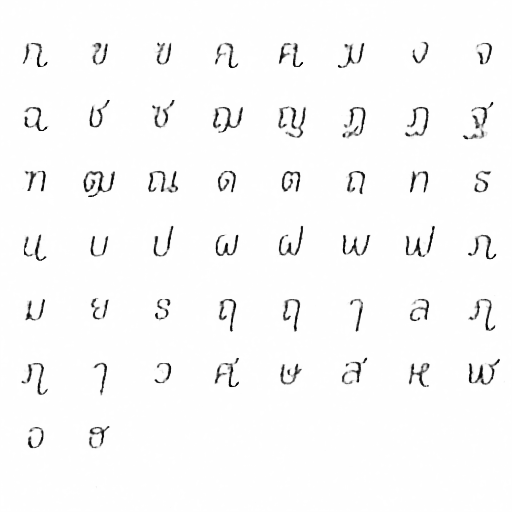 ก ข ฃ ค ฅ ฆ ง จ
ฉ ช ซ ฌ ญ ฎ ฏ ฐ
ฑ ฒ ณ ด ต ถ ท ธ
น บ ป ผ ฝ พ ฟ ภ
ม ย ร ฤ ฤ ๅ ล ฦ
ฦ ๅ ว ศ ษ ส ห ฬ
อ ฮ